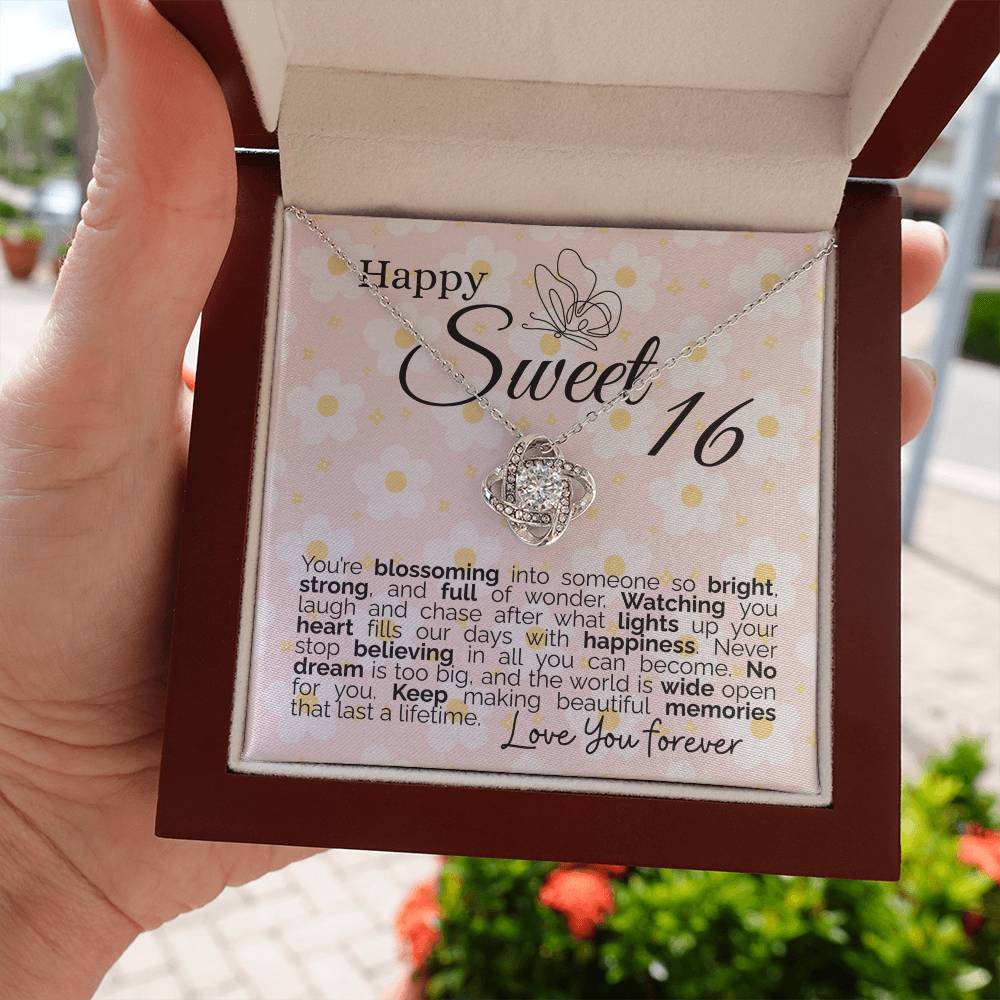 Happy
Sweet
16
You're blossoming into someone so bright,
strong, and full of wonder. Watching you
laugh and chase after what lights up your
heart fills our days with happiness. Never
stop believing in all you can become. No
dream is too big, and the world is wide open
for you. Keep making beautiful memories
that last a lifetime.
Love You forever